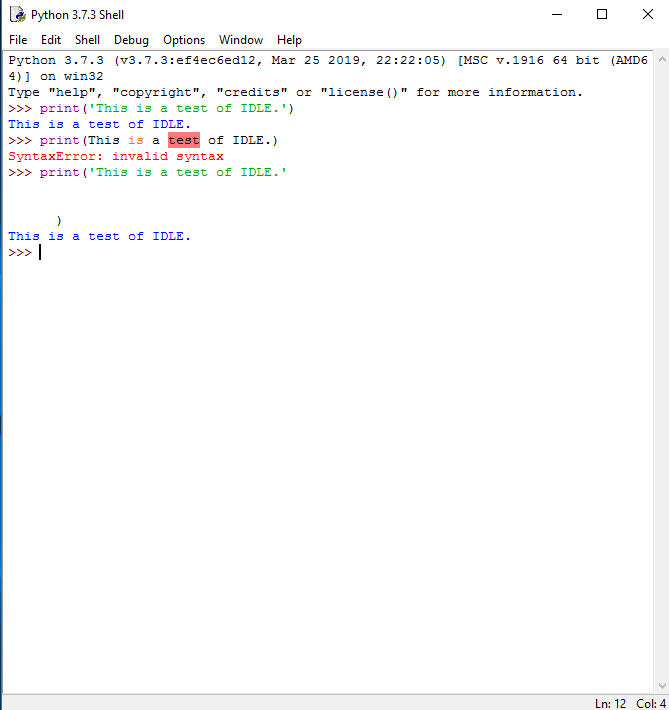 Python 3.7.3 Shell
File Edit Shell Debug Options Window Help
Python 3.7.3 (v3.7.3:ef4ec6ed12, Mar 25 2019, 22:22:05) [MSC v.1916 64 bit (AMD6
4)] on win32
Type "help", "copyright", "credits" or "license()" for more information.
>>> print('This is a test of IDLE.')
This is a test of IDLE.
>>> print(This is a test of IDLE.)
SyntaxError: invalid syntax
>>> print('This is a test of IDLE.'
)
This is a test of IDLE.
>>>
Ln: 12 Col: 4